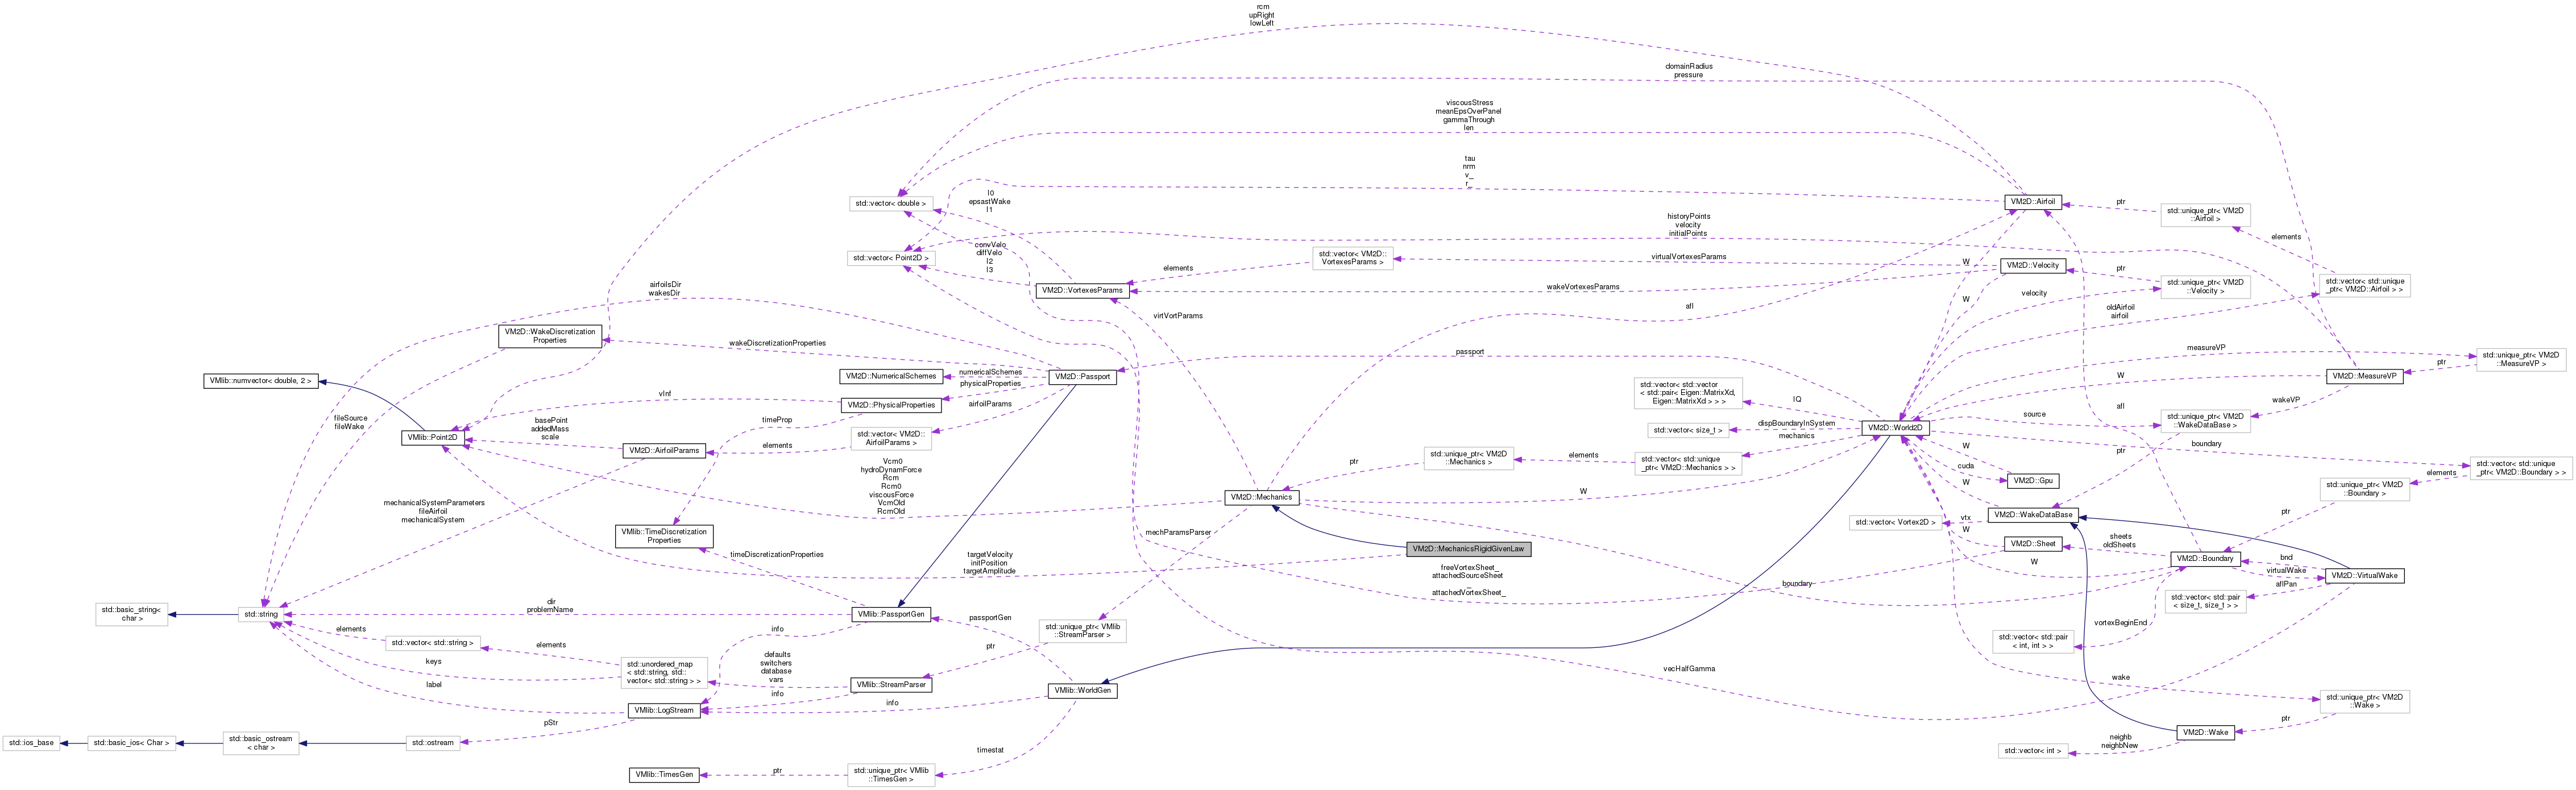 rcm
upRight
lowLeft
domainRadius
pressure
viscousStress
meanEpsOverPanel
gammaThrough
len
tau
nrm
v_
r_
std::vector< double >
l0
epsastWake
l1
VM2D::Airfoil
ptr
std::unique_ptr< VM2D
::Airfoil >
historyPoints
velocity
initialPoints
elements
std::vector< Point2D >
convVelo
diffVelo
I2
I3
std::vector< VM2D::
VortexesParams >
virtualVortexesParams
W
VM2D::Velocity
ptr
std::unique_ptr< VM2D
::Velocity >
std::vector< std::unique
_ptr< VM2D::Airfoil > >
elements
VM2D::VortexesParams
wakeVortexesParams
W
velocity
airfoilsDir
wakesDir
virtVortParams
afl
oldAirfoil
airfoil
VM2D::WakeDiscretization
Properties
wakeDiscretizationProperties
passport
measureVP
std::unique_ptr< VM2D
::MeasureVP >
ptr
VMlib::numvector< double, 2 >
VM2D::NumericalSchemes
numericalSchemes
VM2D::Passport
physicalProperties
W
VM2D::MeasureVP
std::vector< std::vector
< std::pair< Eigen::MatrixXd,
Eigen::MatrixXd > > >
IQ
wakeVP
vInf
VM2D::PhysicalProperties
airfoilParams
afl
source
std::unique_ptr< VM2D
::WakeDataBase >
fileSource
fileWake
basePoint
addedMass
scale
timeProp
VMlib::Point2D
std::vector< VM2D::
AirfoilParams >
std::vector< size_t >
dispBoundaryInSystem
mechanics
VM2D::World2D
boundary
VM2D::AirfoilParams
elements
ptr
W
std::unique_ptr< VM2D
::Mechanics >
elements
std::vector< std::unique
_ptr< VM2D::Mechanics > >
cuda
ptr
std::vector< std::unique
_ptr< VM2D::Boundary > >
elements
Vcm0
hydroDynamForce
Rcm
Rcm0
viscousForce
VcmOld
RcmOld
VM2D::Gpu
W
std::unique_ptr< VM2D
::Boundary >
VM2D::Mechanics
W
mechanicalSystemParameters
fileAirfoil
mechanicalSystem
ptr
std::vector< Vortex2D >
vtx
VM2D::WakeDataBase
VMlib::TimeDiscretization
Properties
mechParamsParser
W
sheets
oldSheets
VM2D::MechanicsRigidGivenLaw
VM2D::Sheet
VM2D::Boundary
bnd
timeDiscretizationProperties
targetVelocity
initPosition
targetAmplitude
W
virtualWake
VM2D::VirtualWake
freeVortexSheet_
attachedSourceSheet
_
attachedVortexSheet_
boundary
aflPan
std::vector< std::pair
< size_t, size_t > >
std::basic_string<
char >
std::string
dir
problemName
VMlib::PassportGen
passportGen
std::unique_ptr< VMlib
::StreamParser >
vortexBeginEnd
elements
std::vector< std::string >
info
std::vector< std::pair
< int, int > >
elements
ptr
keys
std::unordered_map
< std::string, std::
vector< std::string > >
defaults
switchers
database
vars
vecHalfGamma
wake
label
VMlib::StreamParser
VMlib::WorldGen
info
std::unique_ptr< VM2D
::Wake >
VMlib::LogStream
info
pStr
ptr
VM2D::Wake
std::ios_base
std::basic_ios< Char >
std::basic_ostream
< char >
std::ostream
timestat
std::vector< int >
neighb
neighbNew
VMlib::TimesGen
ptr
std::unique_ptr< VMlib
::TimesGen >